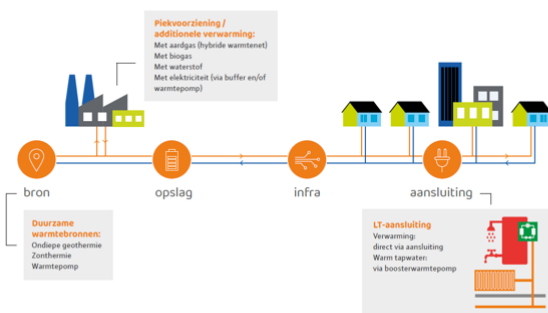 Piekvoorziening /
additionele verwarming:
Met aardgas (hybride warmtenet)
Met biogas
Met waterstof
Met elektriciteit (via buffer en/of
warmtepomp)
bron
opslag
infra
aansluiting
Duurzame
warmtebronnen:
Ondiepe geothermie
Zonthermie
Warmtepomp
LT-aansluiting
Verwarming:
direct via aansluiting
Warm tapwater:
via boosterwarmtepomp